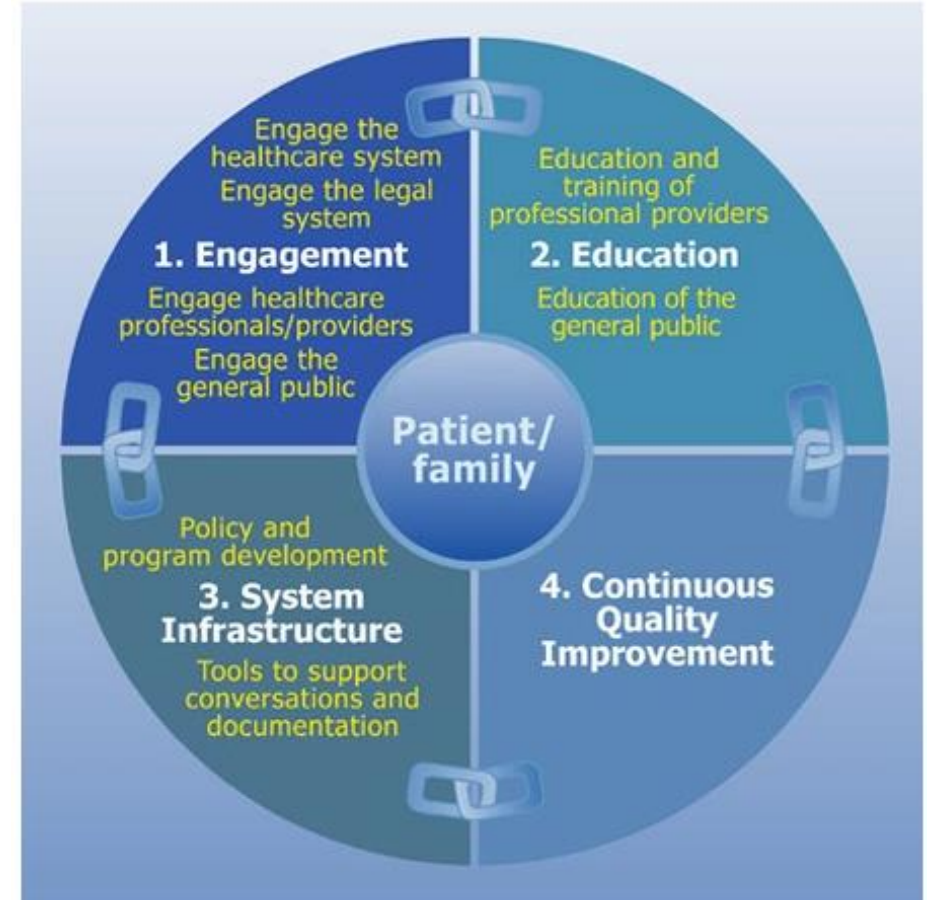 Engage the
healthcare system
Engage the legal
system
1. Engagement
Engage healthcare
professionals/providers
Engage the
general public
Education and
training of
professional providers
2. Education
Education of the
general public
Patient/
family
Policy and
program development
3. System
Infrastructure
Tools to support
conversations and
documentation
4. Continuous
Quality
Improvement